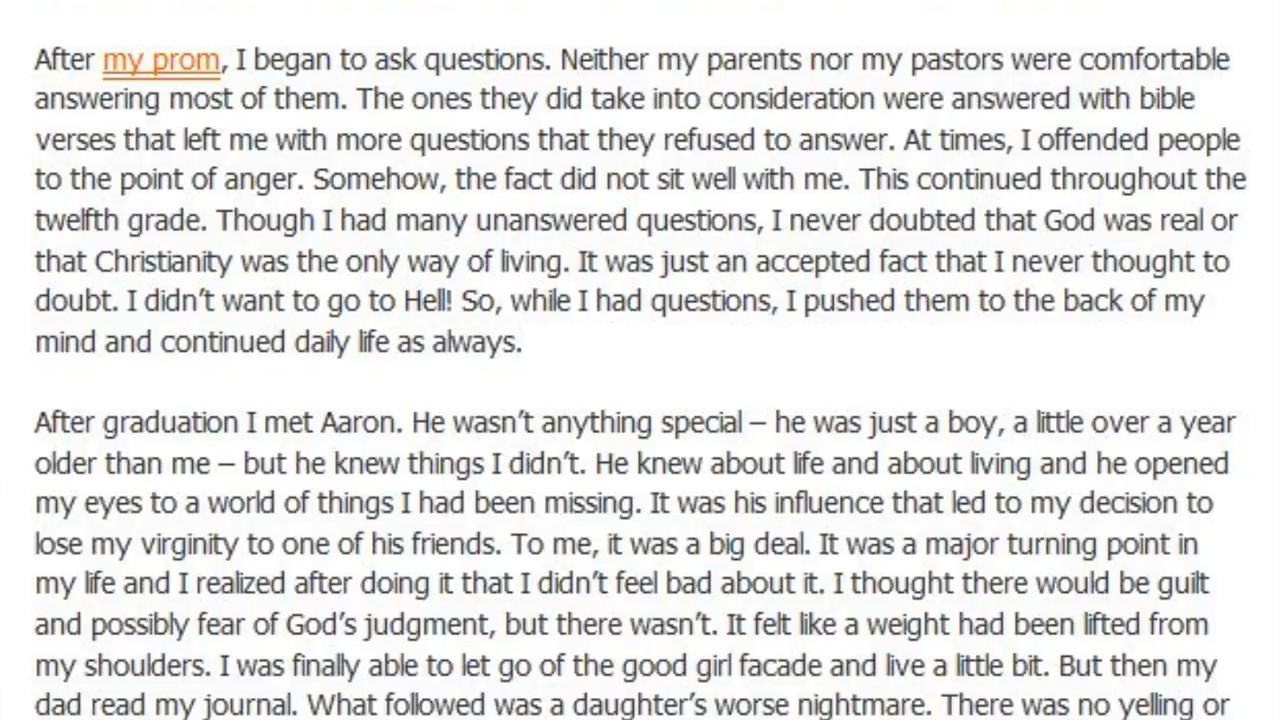 After my prom, I began to ask questions. Neither my parents nor my pastors were comfortable
answering most of them. The ones they did take into consideration were answered with bible
verses that left me with more questions that they refused to answer. At times, I offended people
to the point of anger. Somehow, the fact did not sit well with me. This continued throughout the
twelfth grade. Though I had many unanswered questions, I never doubted that God was real or
that Christianity was the only way of living. It was just an accepted fact that I never thought to
doubt. I didn’t want to go to Hell! So, while I had questions, I pushed them to the back of my
mind and continued daily life as always.
After graduation I met Aaron. He wasn’t anything special – he was just a boy, a little over a year
older than me – but he knew things I didn’t. He knew about life and about living and he opened
my eyes to a world of things I had been missing. It was his influence that led to my decision to
lose my virginity to one of his friends. To me, it was a big deal. It was a major turning point in
my life and I realized after doing it that I didn’t feel bad about it. I thought there would be guilt
and possibly fear of God’s judgment, but there wasn’t. It felt like a weight had been lifted from
my shoulders. I was finally able to let go of the good girl facade and live a little bit. But then my
dad read my journal. What followed was a daughter’s worse nightmare. There was no yelling or